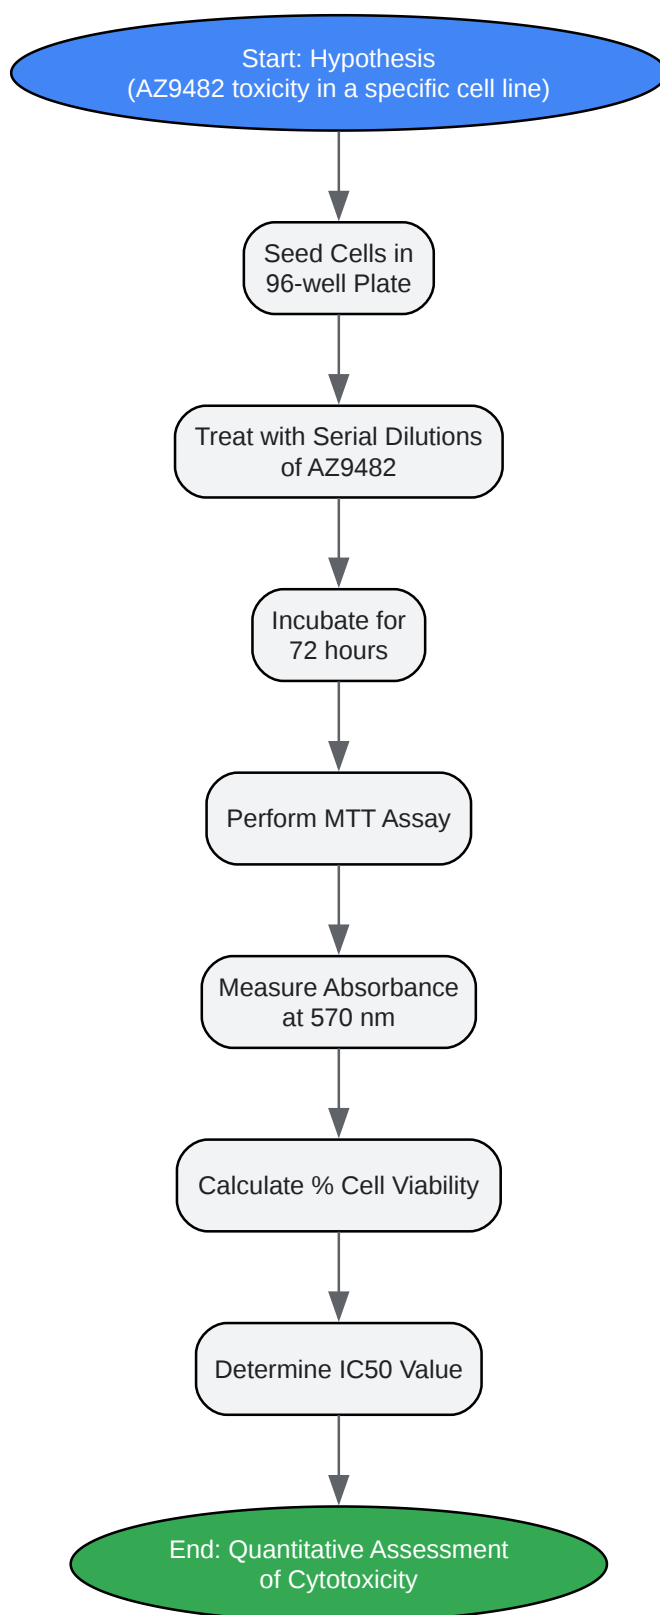 Start: Hypothesis
(AZ9482 toxicity in a specific cell line)
Seed Cells in
96-well Plate
Treat with Serial Dilutions
of AZ9482
Incubate for
72 hours
Perform MTT Assay
Measure Absorbance
at 570 nm
Calculate % Cell Viability
Determine IC50 Value
End: Quantitative Assessment
of Cytotoxicity